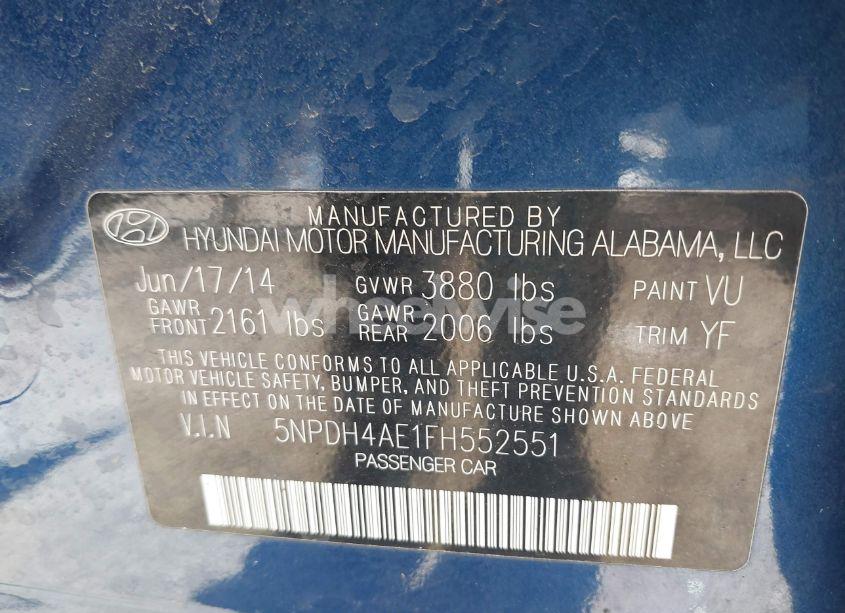 MANUFACTURED BY
HYUNDAI MOTOR MANUFACTURING ALABAMA, LLC
Jun/17/14 GVWR 3880 lbs PAINT VU
GAWR FRONT 2161 lbs GAWR REAR 2006 lbs TRIM YF
wheelwise
THIS VEHICLE CONFORMS TO ALL APPLICABLE U.S.A. FEDERAL
MOTOR VEHICLE SAFETY, BUMPER, AND THEFT PREVENTION STANDARDS
IN EFFECT ON THE DATE OF MANUFACTURE SHOWN ABOVE
V.I.N 5NPDH4AE1FH552551
PASSENGER CAR